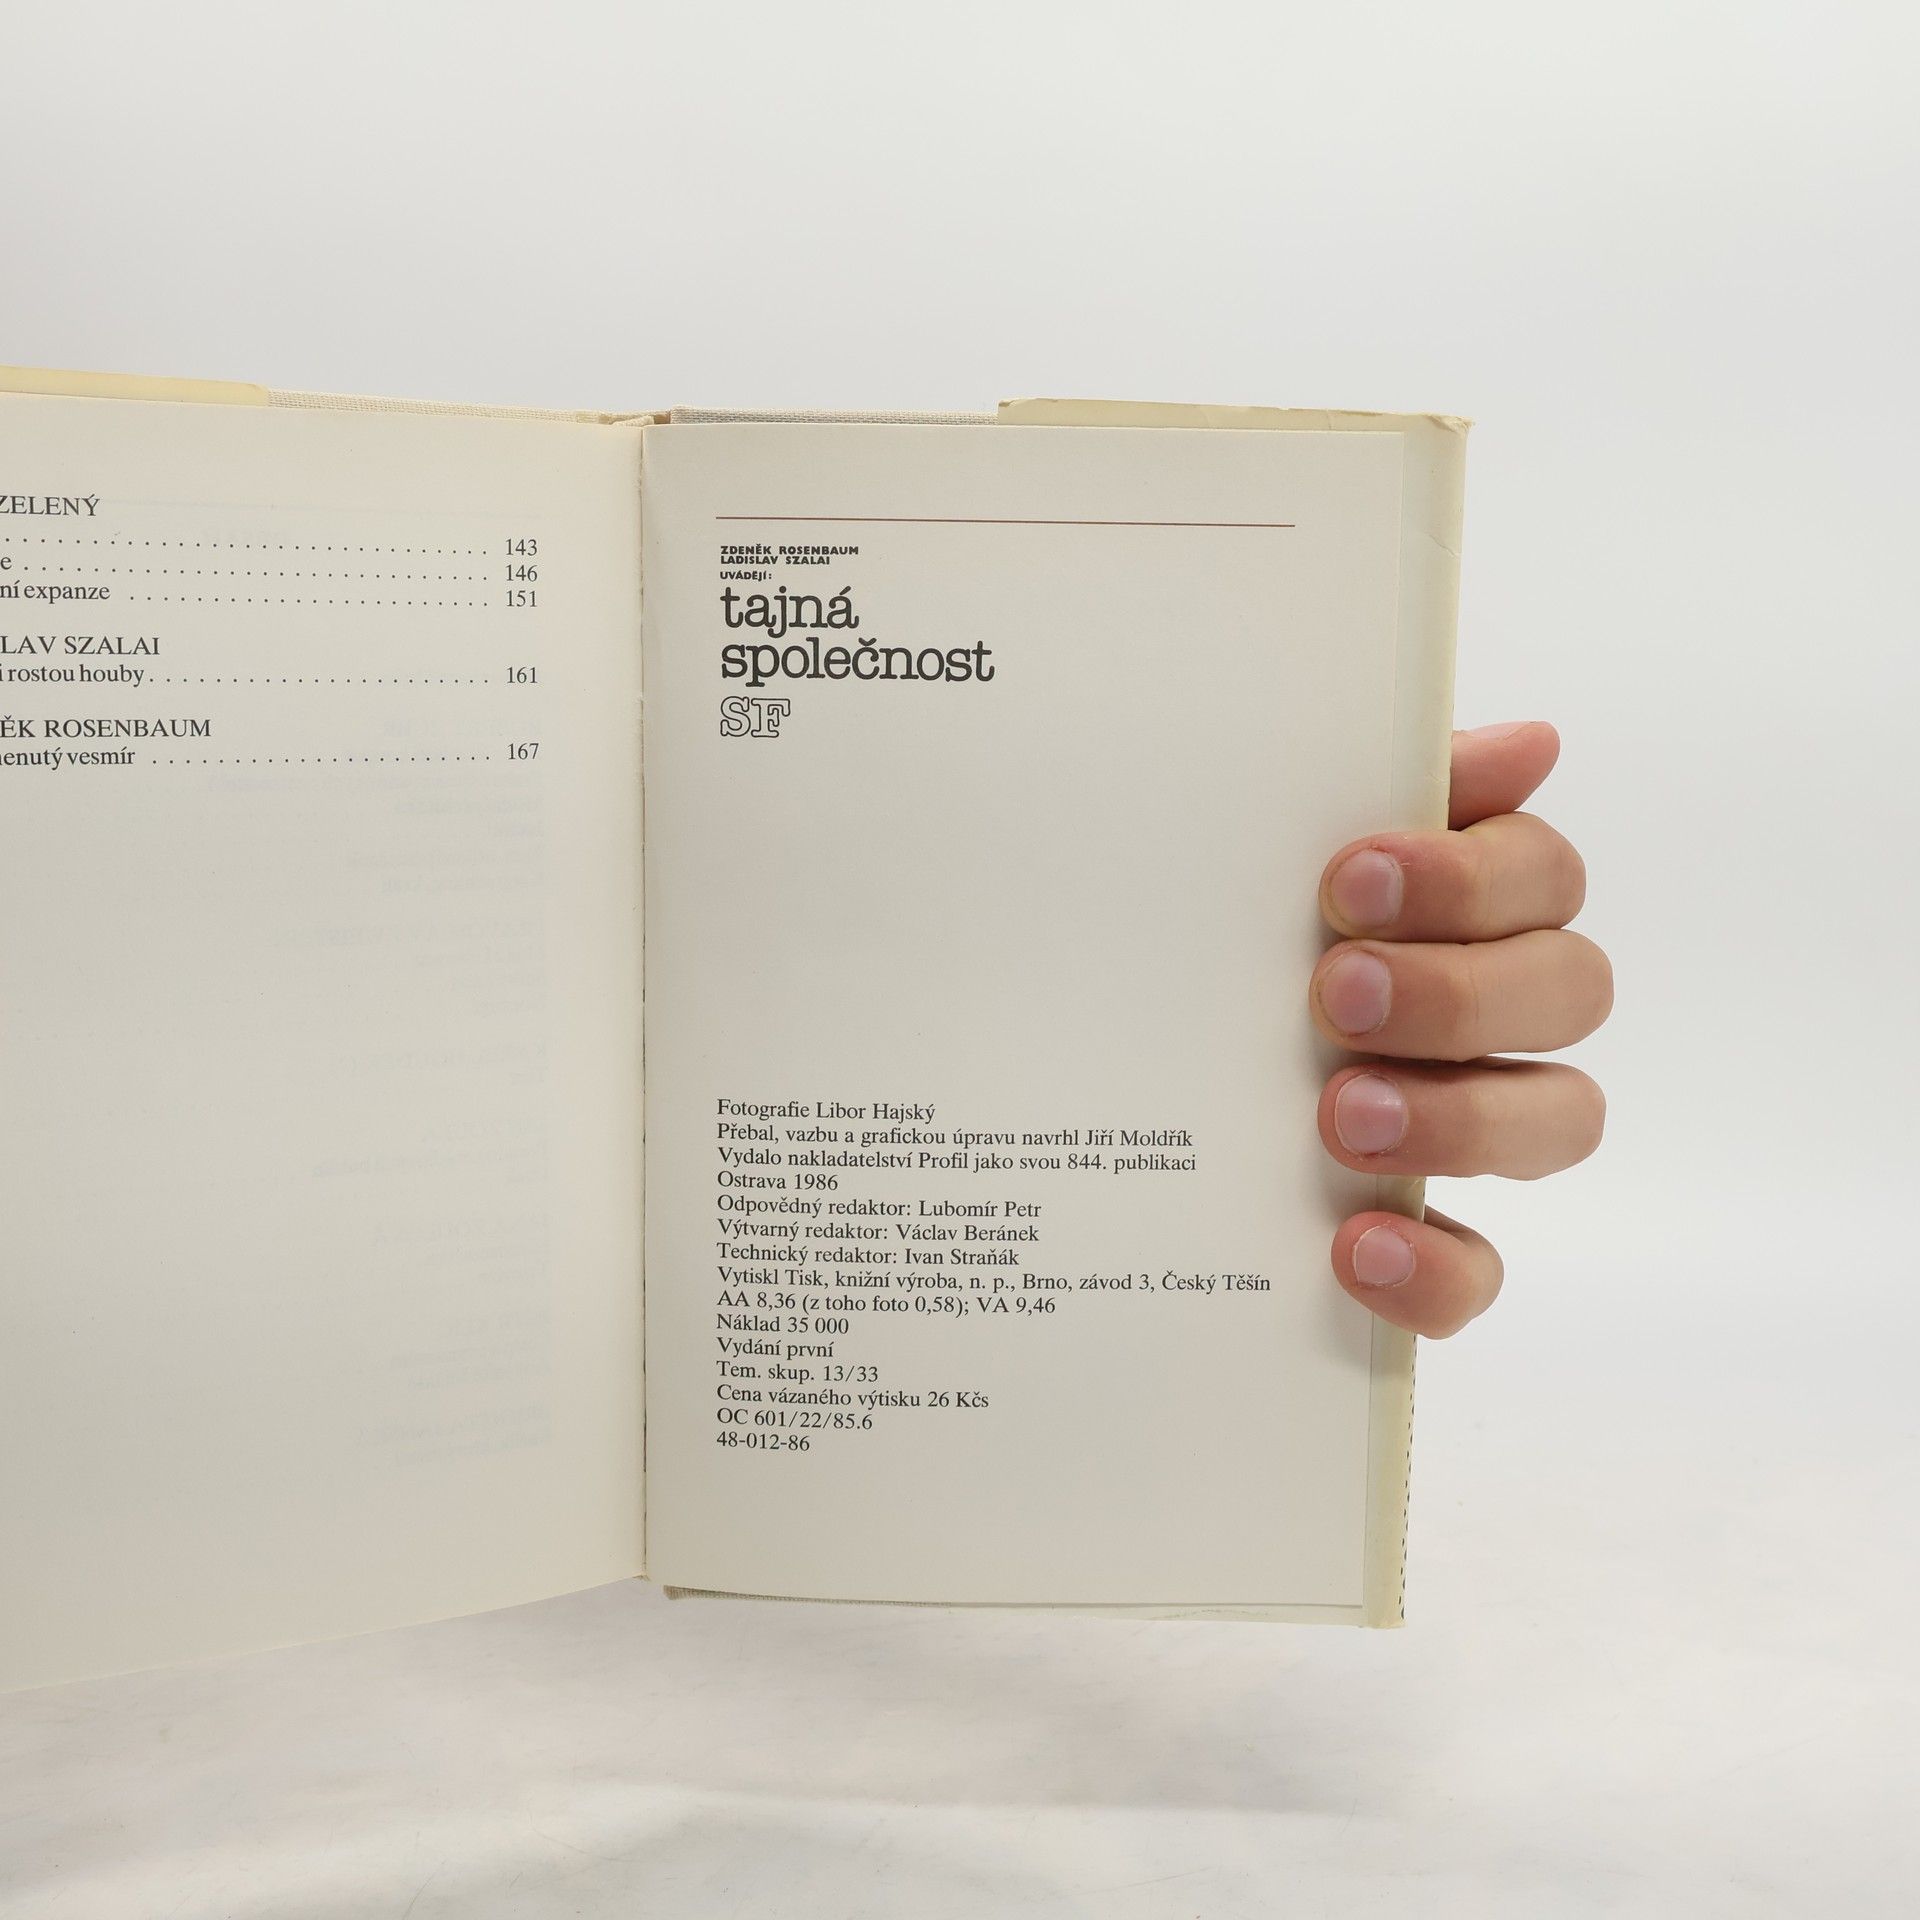 ZELENÝ
. . . . . . . . . . . . . . . . . . . . . . . . . . . . . . . . 143
e . . . . . . . . . . . . . . . . . . . . . . . . . . . . . . . 146
ní expanze . . . . . . . . . . . . . . . . . . . . . . . . 151
LAV SZALAI
i rostou houby . . . . . . . . . . . . . . . . . . . . . . . 161
ĚK ROSENBAUM
enutý vesmír . . . . . . . . . . . . . . . . . . . . . . . 167
ZDENĚK ROSENBAUM
LADISLAV SZALAI
UVÁDĚJÍ:
tajná
společnost
SF
Fotografie Libor Hajský
Přebal, vazbu a grafickou úpravu navrhl Jiří Moldřík
Vydalo nakladatelství Profil jako svou 844. publikaci
Ostrava 1986
Odpovědný redaktor: Lubomír Petr
Výtvarný redaktor: Václav Beránek
Technický redaktor: Ivan Straňák
Vytiskl Tisk, knižní výroba, n. p., Brno, závod 3, Český Těšín
AA 8,36 (z toho foto 0,58); VA 9,46
Náklad 35 000
Vydání první
Tem. skup. 13/33
Cena vázaného výtisku 26 Kčs
OC 601/22/85.6
48-012-86